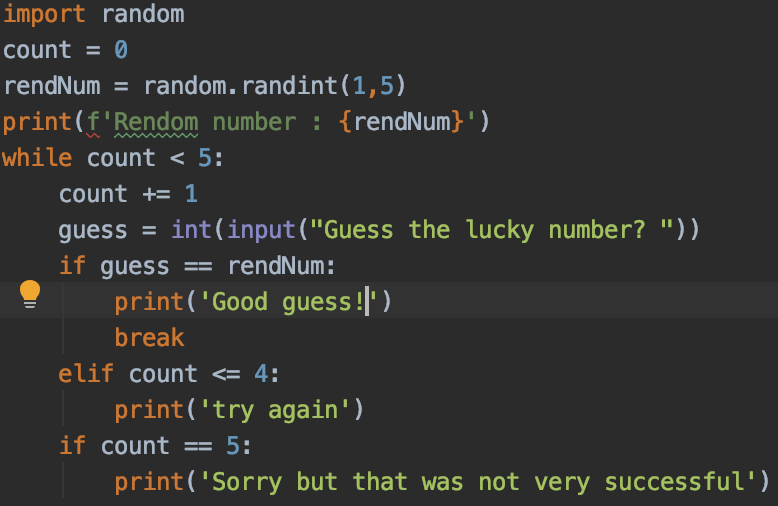 import random
count = 0
rendNum = random.randint(1,5)
print(f'Rendom number : {rendNum}')
while count < 5:
    count += 1
    guess = int(input("Guess the lucky number? "))
    if guess == rendNum:
        print('Good guess!')
        break
    elif count <= 4:
        print('try again')
    if count == 5:
        print('Sorry but that was not very successful')